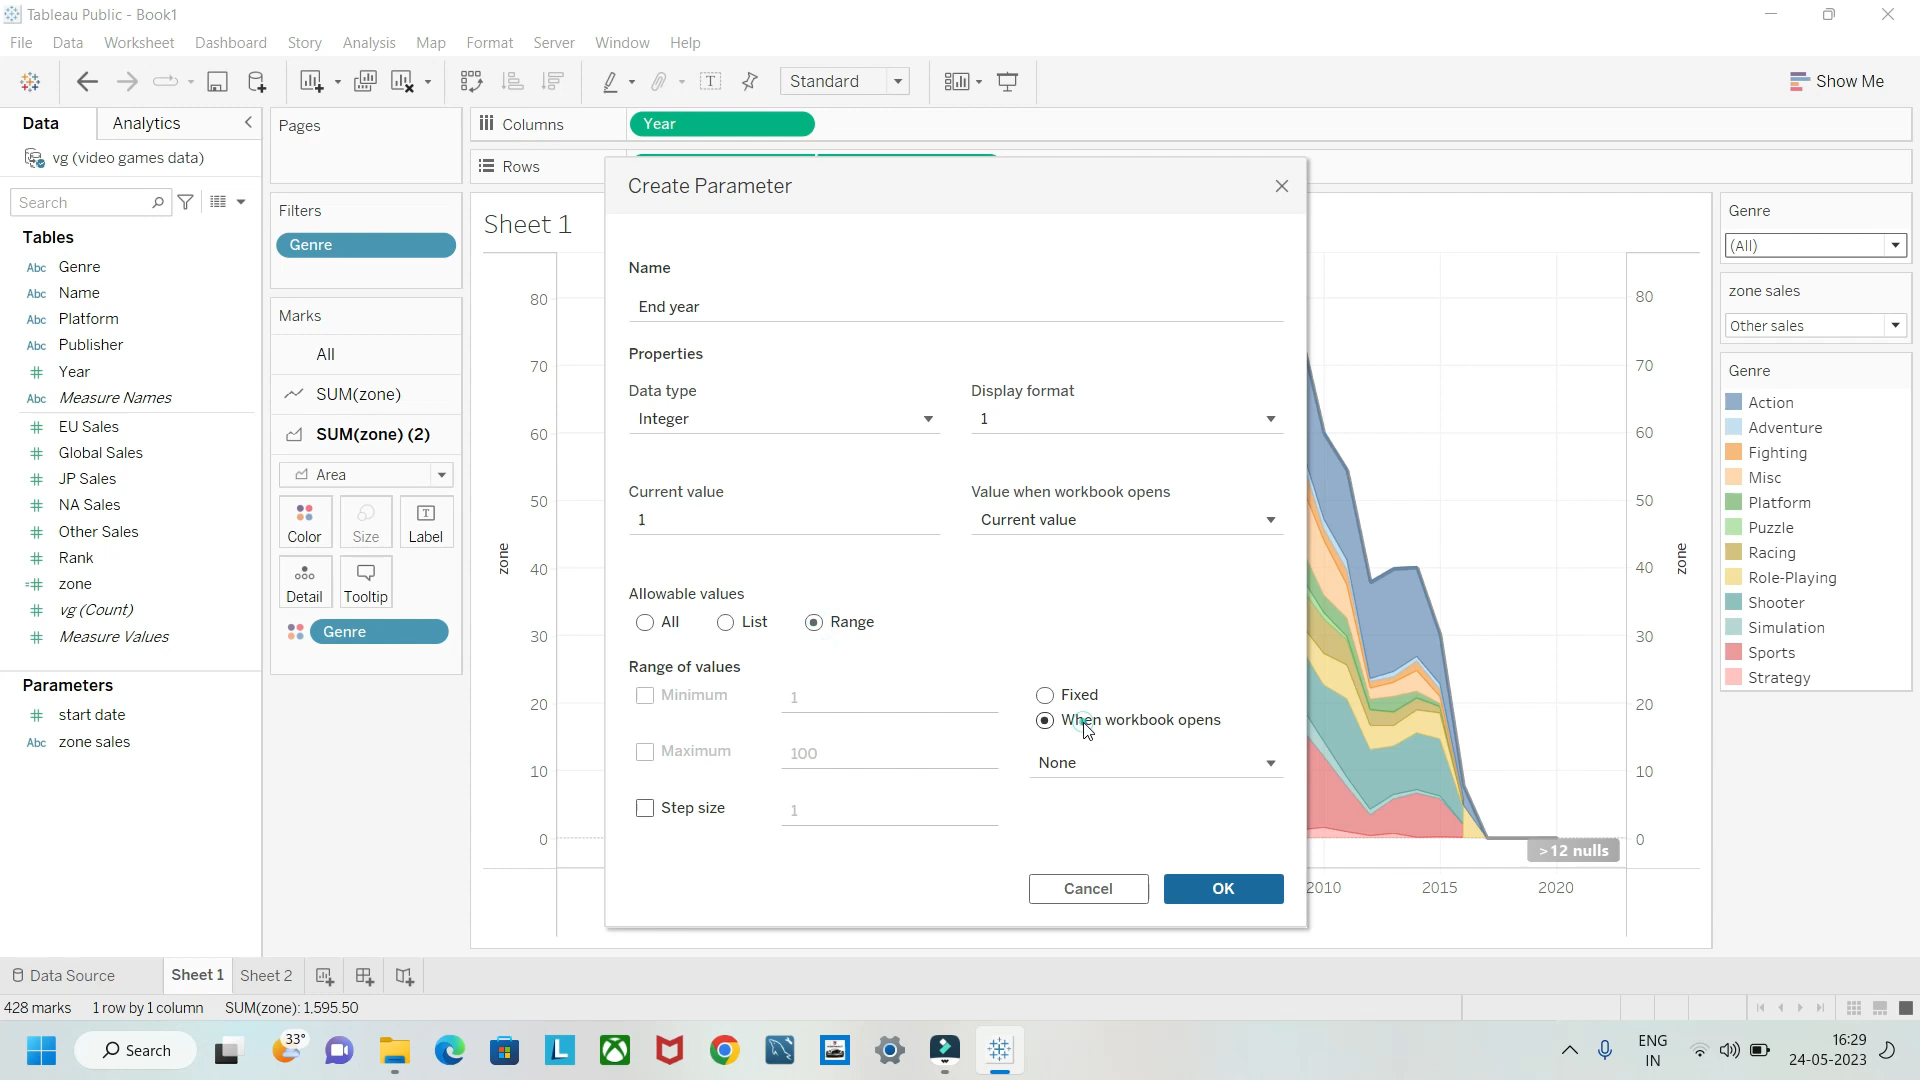 Tableau Public - Book1
File Data Worksheet Dashboard Story Analysis Map Format Server Window Help
Standard
Show Me
Data Analytics
vg (video games data)
Search
Tables
Abc Genre
Abc Name
Abc Platform
Abc Publisher
# Year
Abc Measure Names
# EU Sales
# Global Sales
# JP Sales
# NA Sales
# Other Sales
# Rank
=# zone
# vg (Count)
# Measure Values
Parameters
# start date
Abc zone sales
Pages
Filters
Genre
Marks
All
SUM(zone)
SUM(zone) (2)
Area
Color Size Label
Detail Tooltip
Genre
Columns Year
Rows
Sheet 1
80
70
60
50
40
30
20
10
0
zone
Create Parameter
Name
End year
Properties
Data type Display format
Integer 1
Current value Value when workbook opens
1 Current value
Allowable values
All List Range
Range of values
Minimum 1 Fixed
When workbook opens
Maximum 100 None
Step size 1
Cancel OK
80
70
60
50
40
30
20
10
0
zone
>12 nulls
2010 2015 2020
Genre
(All)
zone sales
Other sales
Genre
Action
Adventure
Fighting
Misc
Platform
Puzzle
Racing
Role-Playing
Shooter
Simulation
Sports
Strategy
Data Source Sheet 1 Sheet 2
428 marks 1 row by 1 column SUM(zone): 1,595.50
Search
33°
L
ENG
IN
16:29
24-05-2023